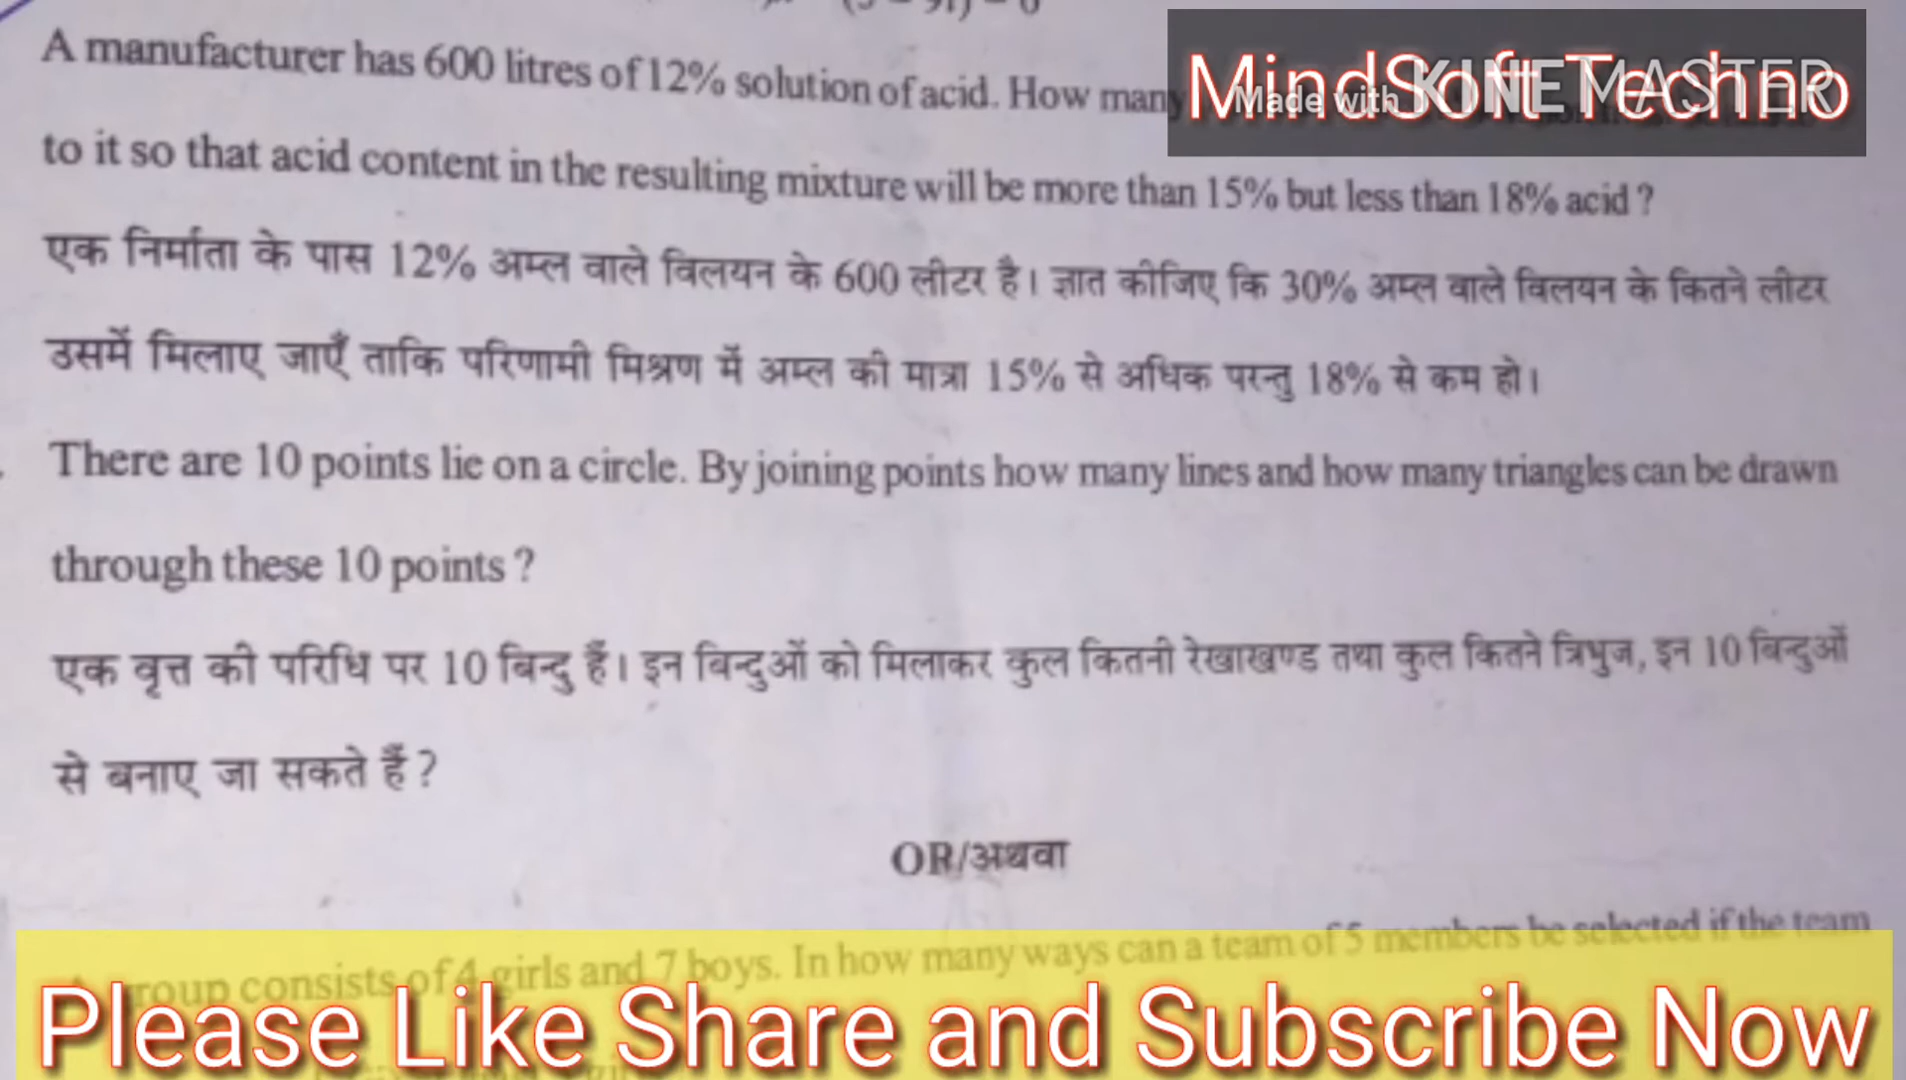 A manufacturer has 600 litres of 12% solution of acid. How many
MindSoft Techno
Made with KINEMASTER
to it so that acid content in the resulting mixture will be more than 15% but less than 18% acid ?
एक निर्माता के पास 12% अम्ल वाले विलयन के 600 लीटर है। ज्ञात कीजिए कि 30% अम्ल वाले विलयन के कितने लीटर
उसमें मिलाए जाएँ ताकि परिणामी मिश्रण में अम्ल की मात्रा 15% से अधिक परन्तु 18% से कम हो।
There are 10 points lie on a circle. By joining points how many lines and how many triangles can be drawn
through these 10 points ?
एक वृत्त की परिधि पर 10 बिन्दु हैं। इन बिन्दुओं को मिलाकर कुल कितनी रेखाखण्ड तथा कुल कितने त्रिभुज, इन 10 बिन्दुओं
से बनाए जा सकते हैं ?
OR/अथवा
group consists of 4 girls and 7 boys. In how many ways can a team of 5 members be selected if the team
Please Like Share and Subscribe Now